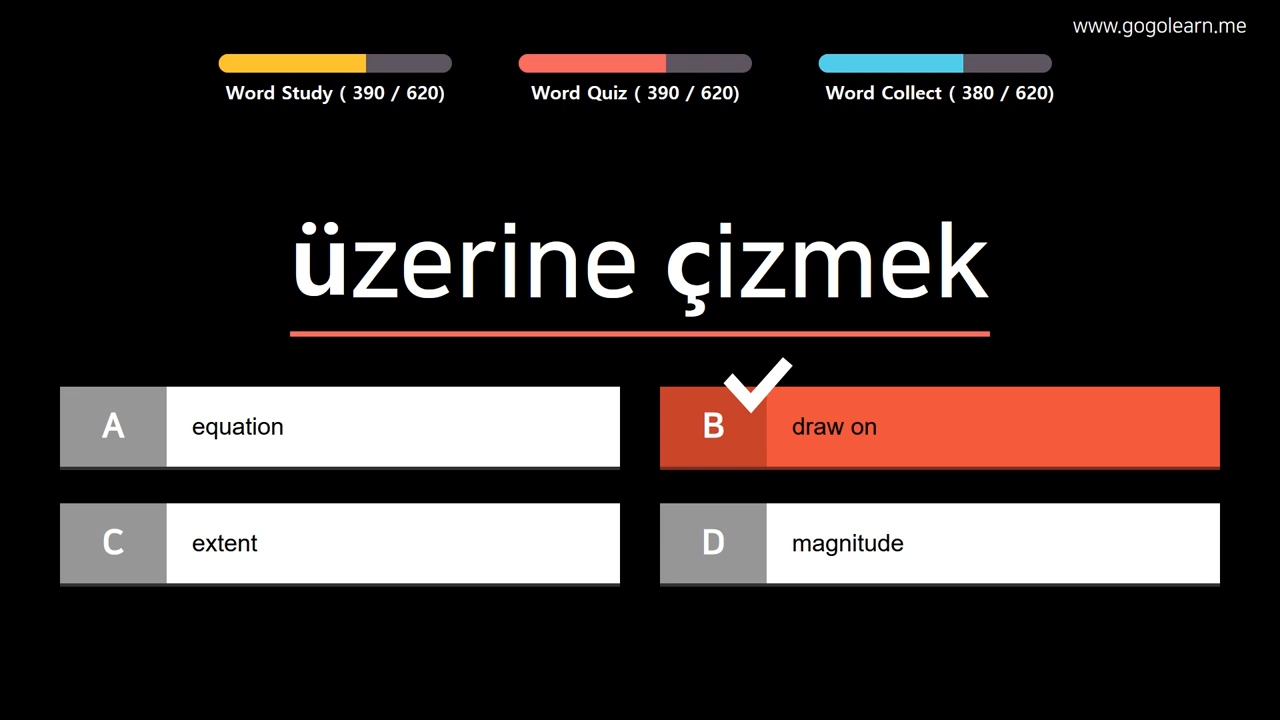 www.gogolearn.me
Word Study ( 390 / 620)
Word Quiz ( 390 / 620)
Word Collect ( 380 / 620)
üzerine çizmek
A equation
B draw on
C extent
D magnitude